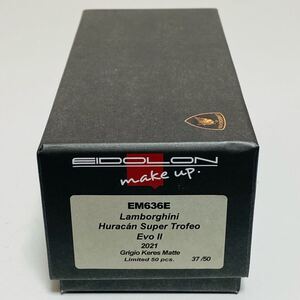 EIDOLON
make up.
EM636E
Lamborghini
Huracán Super Trofeo
Evo II
2021
Grigio Keres Matte
Limited 50 pcs. 37 /50